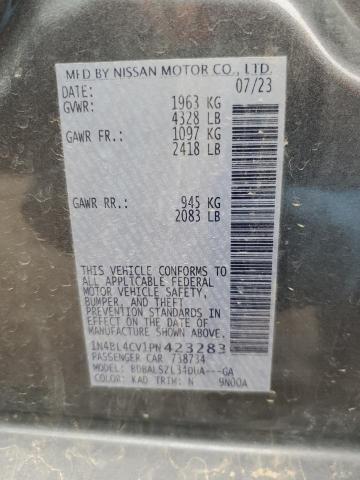 MFD BY NISSAN MOTOR CO., LTD.
DATE: 07/23
GVWR: 1963 KG
4328 LB
GAWR FR.: 1097 KG
2418 LB
GAWR RR.: 945 KG
2083 LB
THIS VEHICLE CONFORMS TO
ALL APPLICABLE FEDERAL
MOTOR VEHICLE SAFETY,
BUMPER, AND THEFT
PREVENTION STANDARDS
IN EFFECT ON THE DATE OF
MANUFACTURE SHOWN ABOVE.
1N4BL4CV1PN423283
PASSENGER CAR 738734
MODEL: BDBALSZL34DUA---GA
COLOR: KAD TRIM: N 9N00A